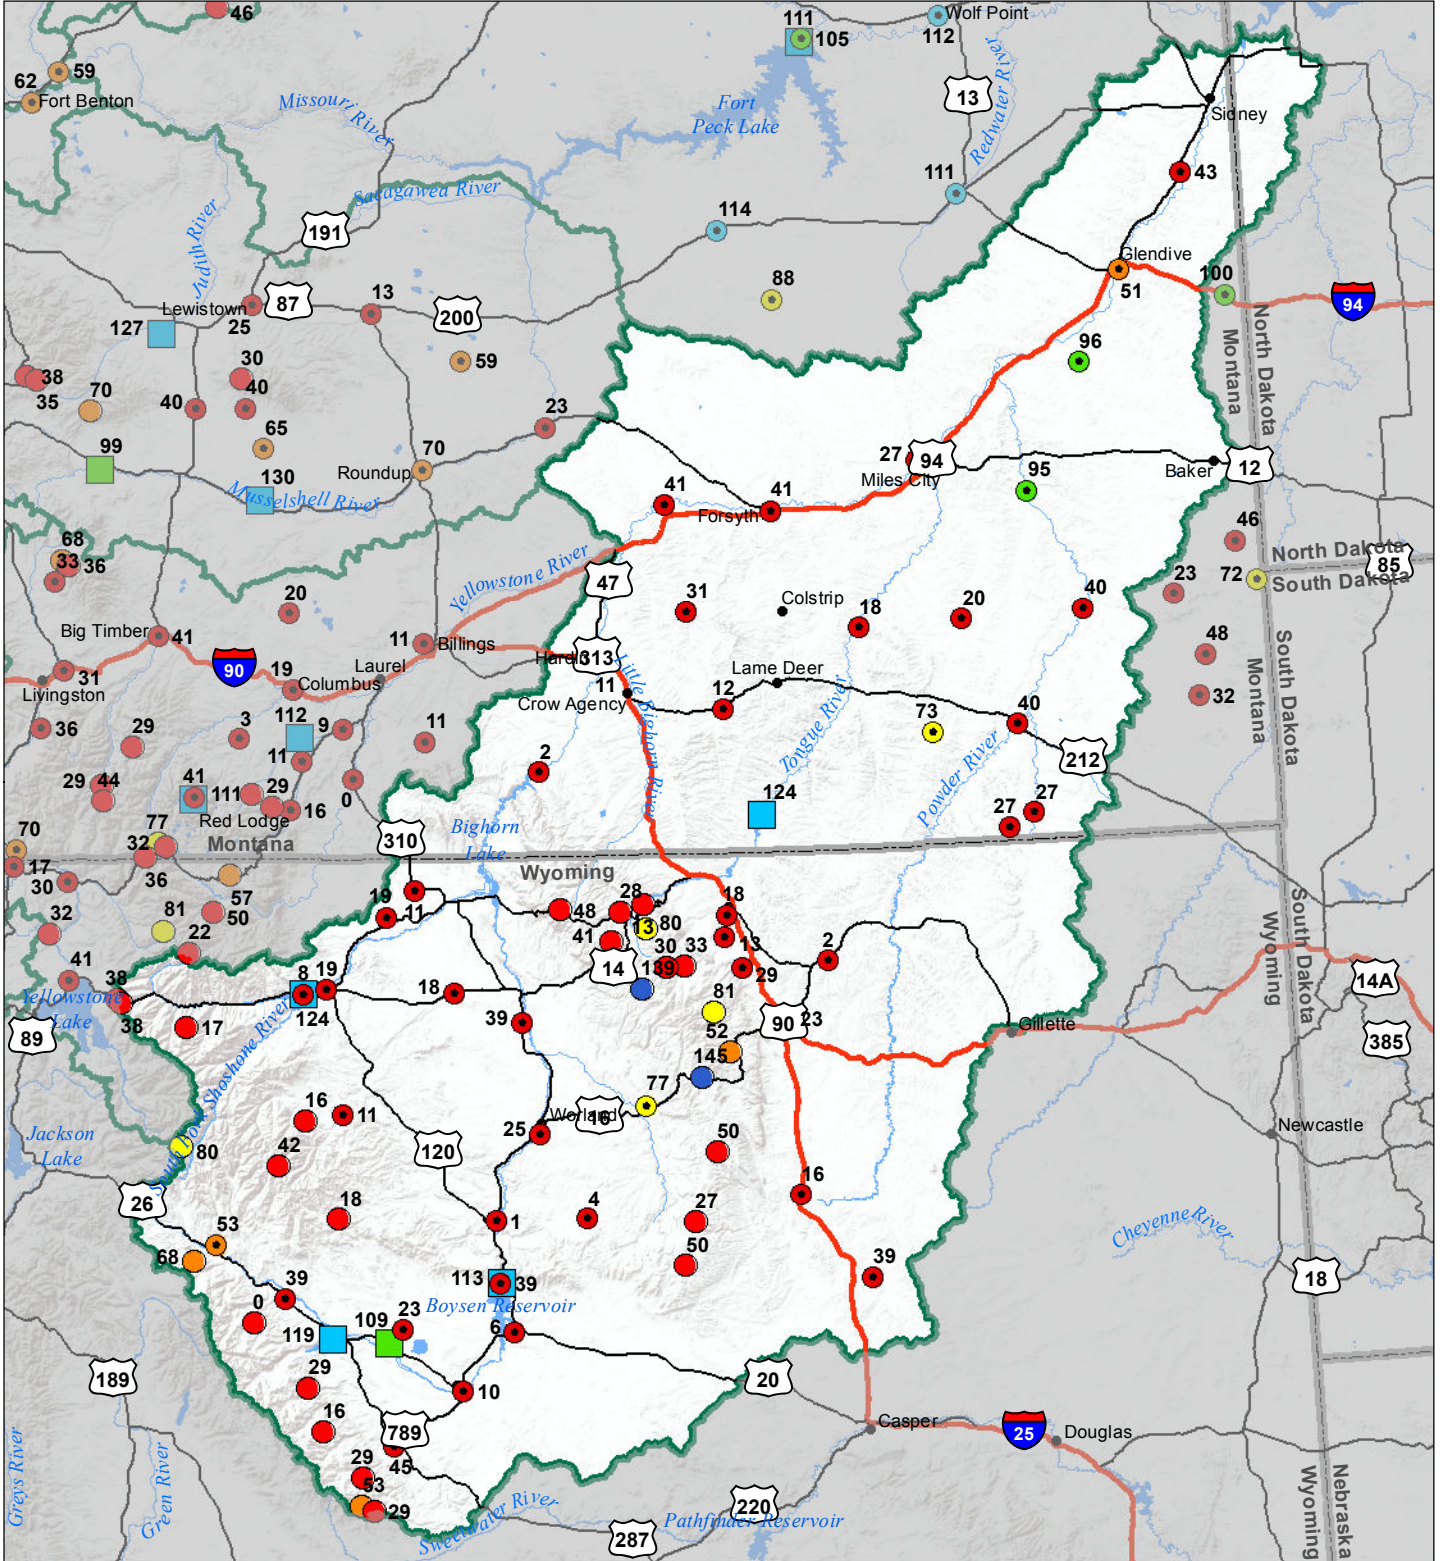 46
111
105
Wolf Point
112
59
62
Fort Benton
13
Missouri River
Fort
Peck Lake
Redwater River
Sidney
43
111
Sacagawea River
Judith River
191
114
Glendive
51
100
94
88
Lewistown
87
13
200
127
25
North Dakota
Montana
30
59
96
38
35
70
40
40
65
23
99
130
Roundup
70
27
94
Miles City
95
Baker
12
Musselshell River
41
41
Forsyth
46
North Dakota
South Dakota
85
72
68
33
36
Yellowstone River
47
23
20
31
Colstrip
18
20
40
Big Timber
41
11
Billings
48
South Dakota
Montana
90
19
Laurel
Columbus
Hardin
313
31
Livingston
11
Crow Agency
Little Bighorn River
12
Lame Deer
32
36
29
3
112
9
11
73
40
212
Tongue River
Powder River
2
11
29
44
41
111
29
16
0
Red Lodge
124
27
27
70
77
32
36
Montana
310
Bighorn
Lake
17
30
57
Wyoming
81
50
19
11
48
28
13
80
18
32
22
41
30
33
13
2
South Dakota
Wyoming
41
38
8
19
18
14
139
29
14A
Yellowstone
Lake
38
124
17
39
81
90
23
Gillette
89
385
52
145
South Fork Shoshone River
16
11
77
Worland
16
25
Jackson
Lake
42
120
50
Newcastle
80
26
18
1
4
27
16
53
68
50
Cheyenne River
39
39
18
0
113
39
Boysen Reservoir
119
109
23
6
189
29
10
20
16
789
Casper
25
Douglas
45
29
53
29
220
Sweetwater River
Pathfinder Reservoir
287
Greys River
Green River
Nebraska
Wyoming